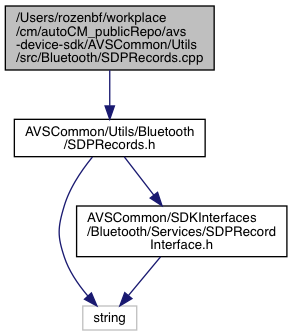 /Users/rozenbf/workplace
/cm/autoCM_publicRepo/avs
-device-sdk/AVSCommon/Utils
/src/Bluetooth/SDPRecords.cpp
AVSCommon/Utils/Bluetooth
/SDPRecords.h
AVSCommon/SDKInterfaces
/Bluetooth/Services/SDPRecord
Interface.h
string